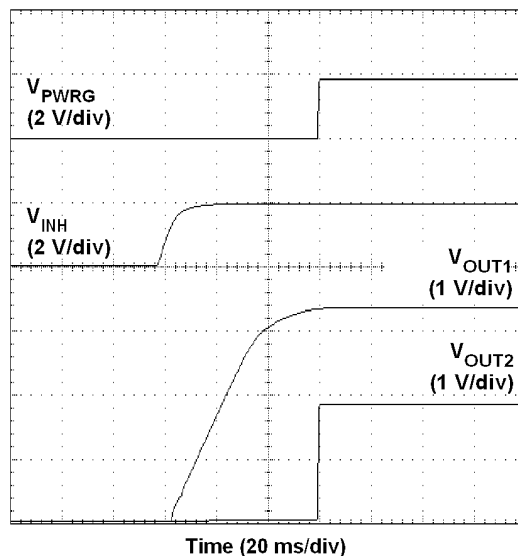 VPWRG
(2 V/div)
VINH
(2 V/div)
VOUT1
(1 V/div)
VOUT2
(1 V/div)
Time (20 ms/div)